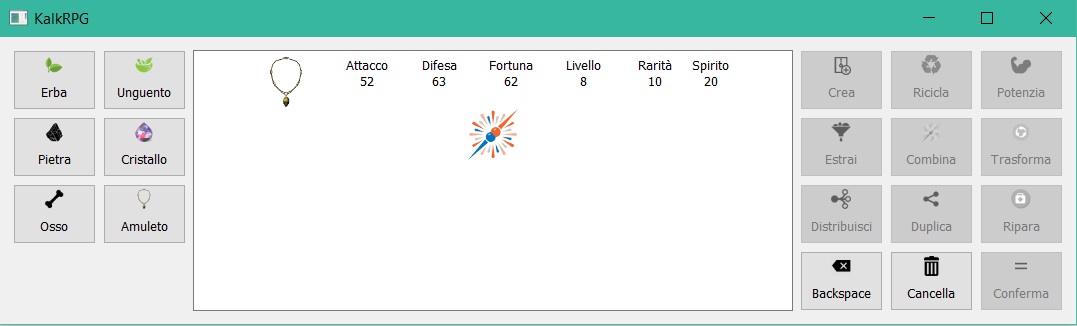 KalkRPG
Erba
Unguento
Pietra
Cristallo
Osso
Amuleto
Attacco Difesa Fortuna Livello Rarità Spirito
52 63 62 8 10 20
Crea
Ricicla
Potenzia
Estrai
Combina
Trasforma
Distribuisci
Duplica
Ripara
Backspace
Cancella
Conferma